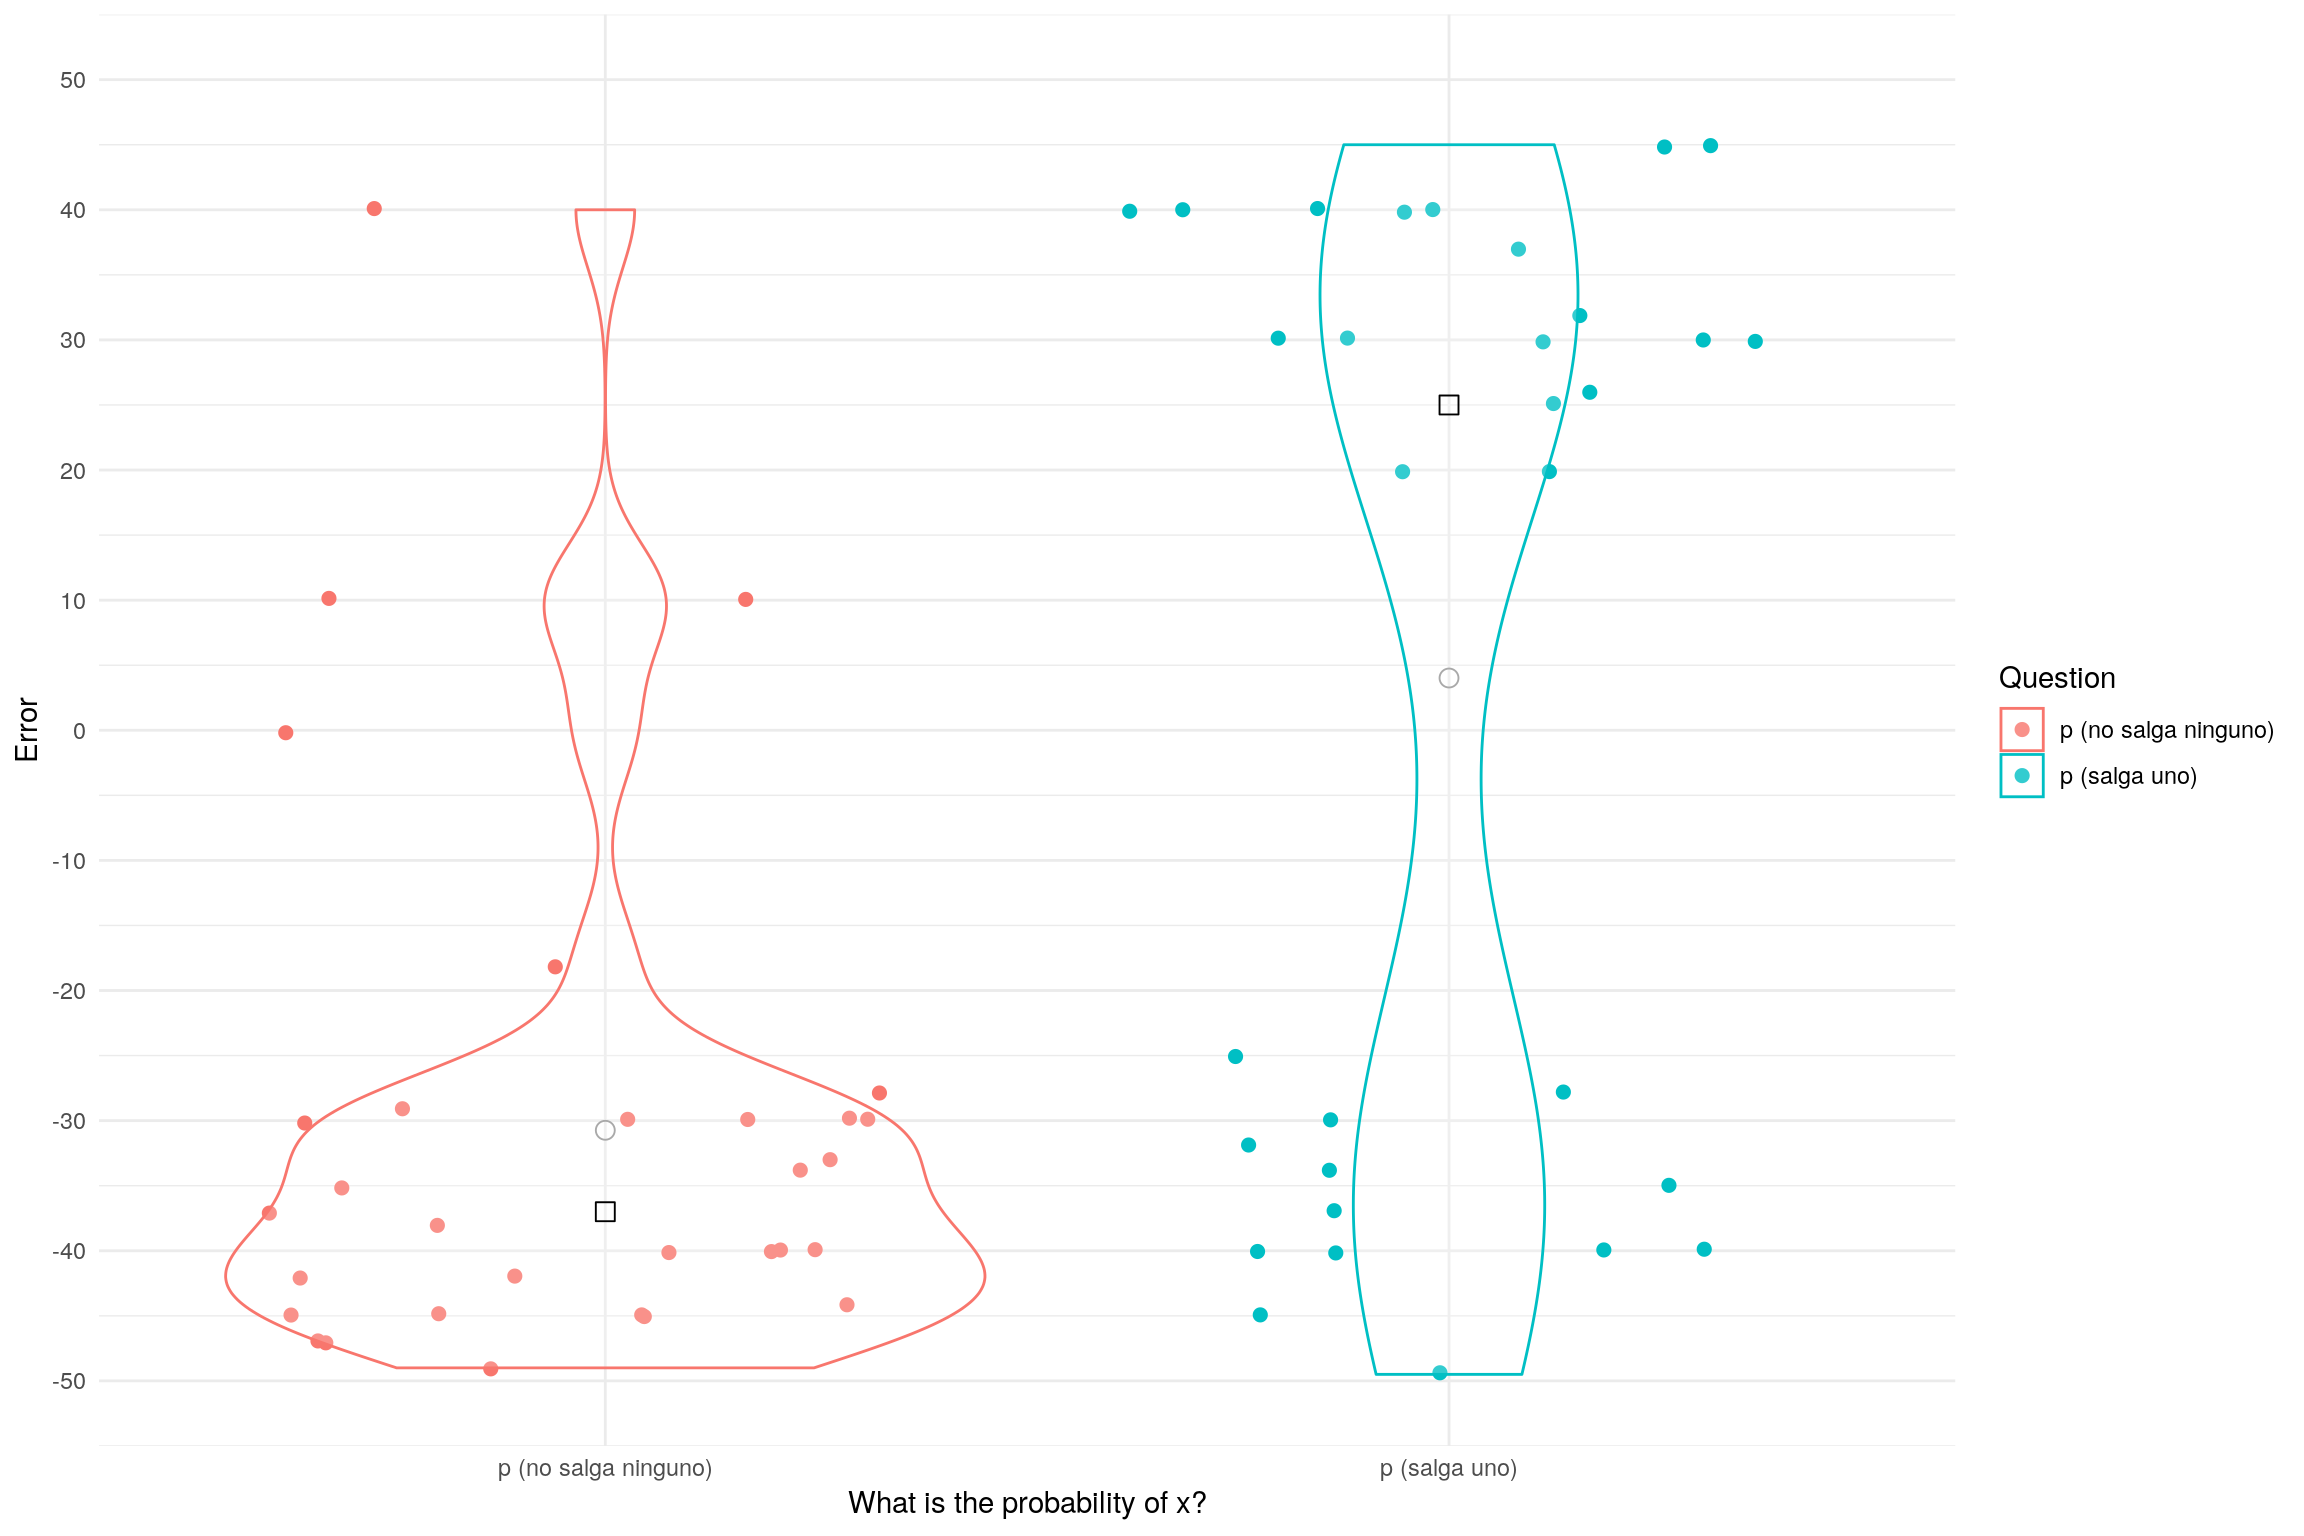 50
40
30
20
10
0
-10
-20
-30
-40
-50
Error
p (no salga ninguno)
p (salga uno)
What is the probability of x?
Question
p (no salga ninguno)
p (salga uno)